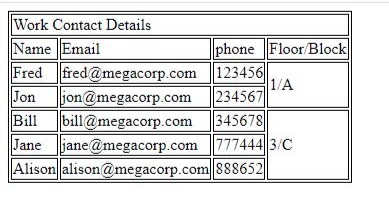 Work Contact Details
Name Email phone Floor/Block
Fred fred@megacorp.com 123456 1/A
Jon jon@megacorp.com 234567
Bill bill@megacorp.com 345678
Jane jane@megacorp.com 777444 3/C
Alison alison@megacorp.com 888652